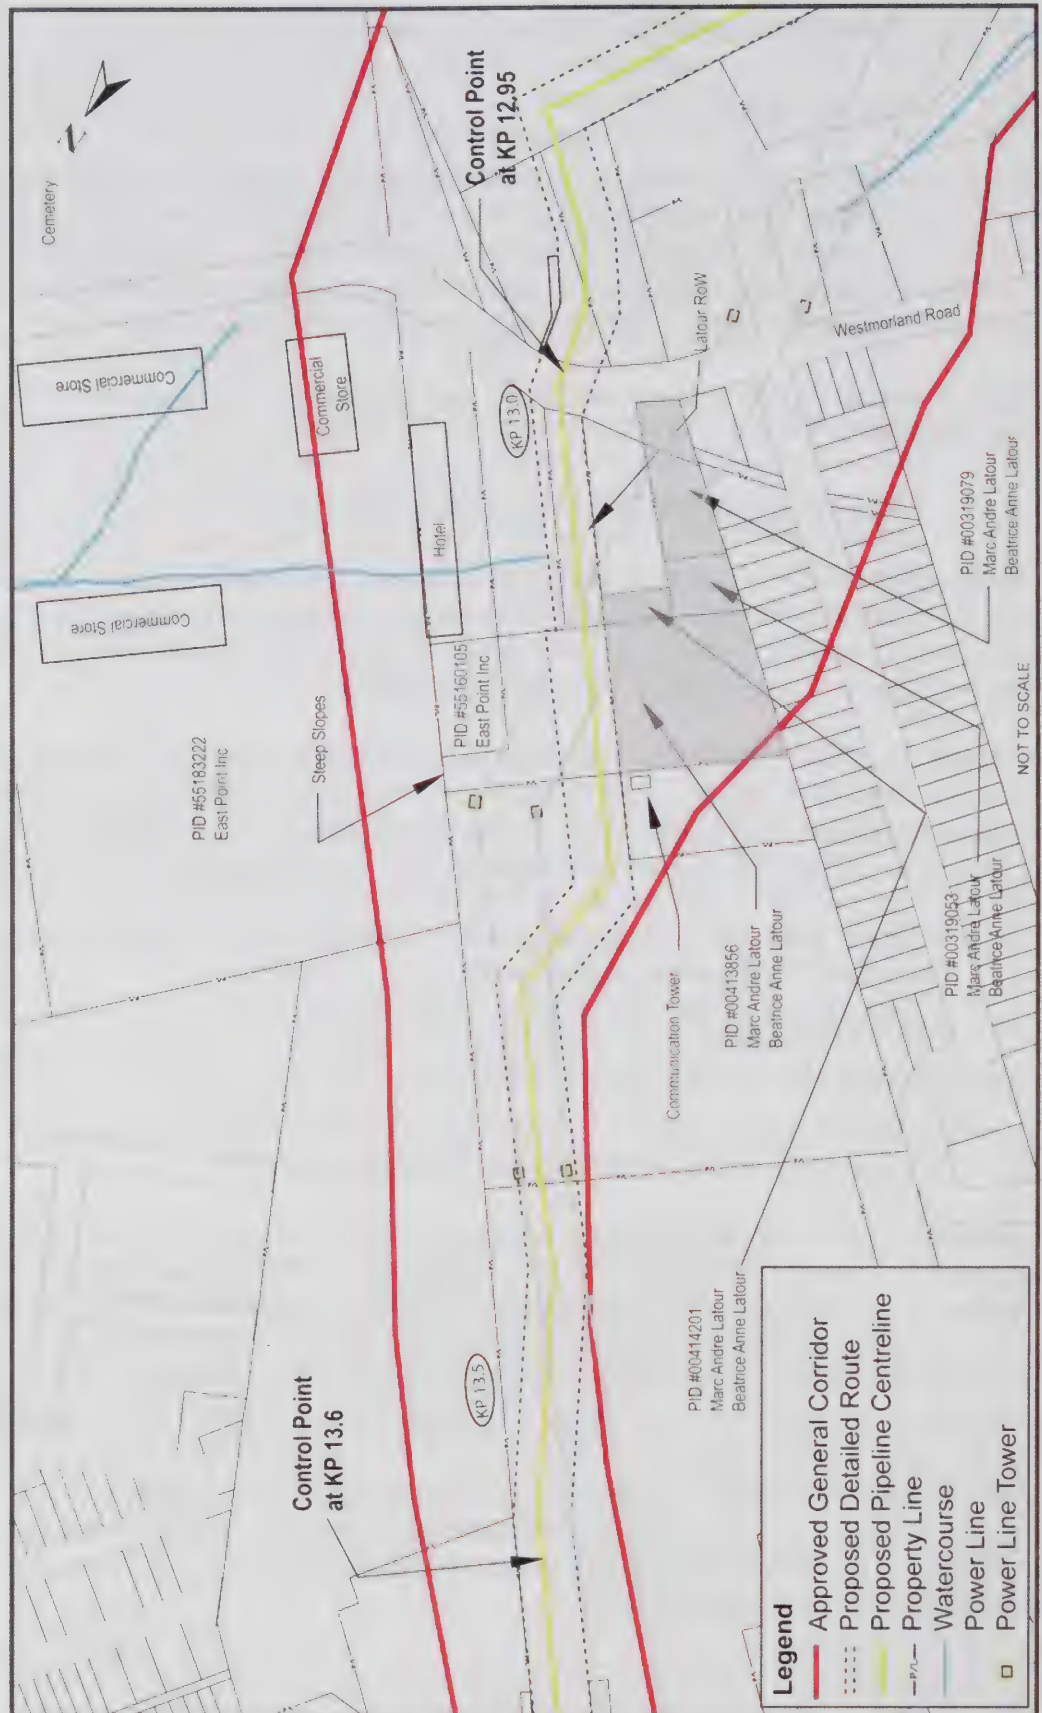 Cemetery
N
Control Point
at KP 12.95
Commercial Store
Commercial
Store
Commercial Store
Hotel
KP 13.0
Latour RoW
Westmorland Road
PID #55183222
East Point Inc
Steep Slopes
PID #55160105
East Point Inc
PID #00319079
Marc Andre Latour
Beatrice Anne Latour
NOT TO SCALE
PID #00319053
Marc Andre Latour
Beatrice Anne Latour
PID #00413856
Marc Andre Latour
Beatrice Anne Latour
Communication Tower
PID #00414201
Marc Andre Latour
Beatrice Anne Latour
KP 13.5
Control Point
at KP 13.6
Legend
Approved General Corridor
Proposed Detailed Route
Proposed Pipeline Centreline
P/L Property Line
Watercourse
Power Line
Power Line Tower